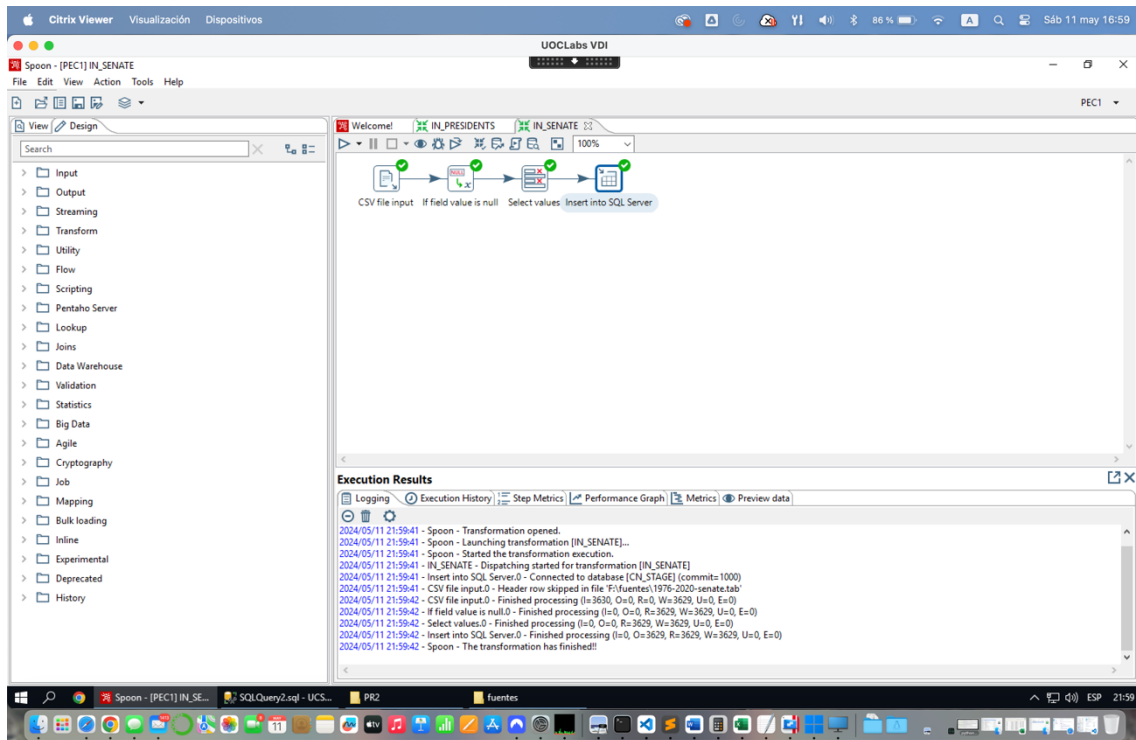 Citrix Viewer Visualización Dispositivos 86 % A Sáb 11 may 16:59
UOCLabs VDI
Spoon - [PEC1] IN_SENATE
File Edit View Action Tools Help
PEC1
View Design
Search
Input
Output
Streaming
Transform
Utility
Flow
Scripting
Pentaho Server
Lookup
Joins
Data Warehouse
Validation
Statistics
Big Data
Agile
Cryptography
Job
Mapping
Bulk loading
Inline
Experimental
Deprecated
History
Welcome! IN_PRESIDENTS IN_SENATE
100%
NULL
x
CSV file input If field value is null Select values Insert into SQL Server
Execution Results
Logging Execution History Step Metrics Performance Graph Metrics Preview data
2024/05/11 21:59:41 - Spoon - Transformation opened.
2024/05/11 21:59:41 - Spoon - Launching transformation [IN_SENATE]...
2024/05/11 21:59:41 - Spoon - Started the transformation execution.
2024/05/11 21:59:41 - IN_SENATE - Dispatching started for transformation [IN_SENATE]
2024/05/11 21:59:41 - Insert into SQL Server.0 - Connected to database [CN_STAGE] (commit=1000)
2024/05/11 21:59:41 - CSV file input.0 - Header row skipped in file 'F:\fuentes\1976-2020-senate.tab'
2024/05/11 21:59:42 - CSV file input.0 - Finished processing (I=3630, O=0, R=0, W=3629, U=0, E=0)
2024/05/11 21:59:42 - If field value is null.0 - Finished processing (I=0, O=0, R=3629, W=3629, U=0, E=0)
2024/05/11 21:59:42 - Select values.0 - Finished processing (I=0, O=0, R=3629, W=3629, U=0, E=0)
2024/05/11 21:59:42 - Insert into SQL Server.0 - Finished processing (I=0, O=3629, R=3629, W=3629, U=0, E=0)
2024/05/11 21:59:42 - Spoon - The transformation has finished!!
Spoon - [PEC1] IN_SE... SQLQuery2.sql - UCS... PR2 fuentes ESP 21:59